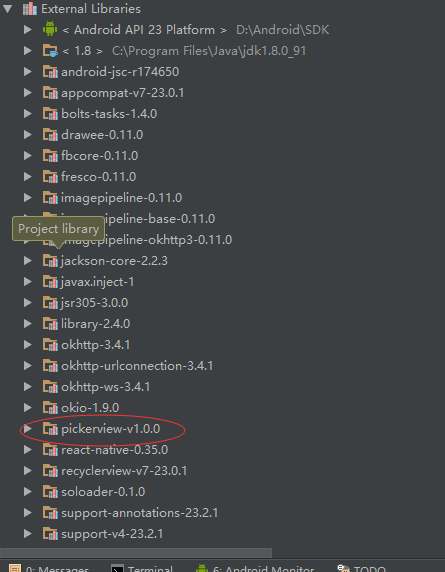 External Libraries
< Android API 23 Platform > D:\Android\SDK
< 1.8 > C:\Program Files\Java\jdk1.8.0_91
android-jsc-r174650
appcompat-v7-23.0.1
bolts-tasks-1.4.0
drawee-0.11.0
fbcore-0.11.0
fresco-0.11.0
imagepipeline-0.11.0
pipeline-base-0.11.0
Project library
imagepipeline-okhttp3-0.11.0
jackson-core-2.2.3
javax.inject-1
jsr305-3.0.0
library-2.4.0
okhttp-3.4.1
okhttp-urlconnection-3.4.1
okhttp-ws-3.4.1
okio-1.9.0
pickerview-v1.0.0
react-native-0.35.0
recyclerview-v7-23.0.1
soloader-0.1.0
support-annotations-23.2.1
support-v4-23.2.1
0: Messages Terminal 6: Android Monitor TODO